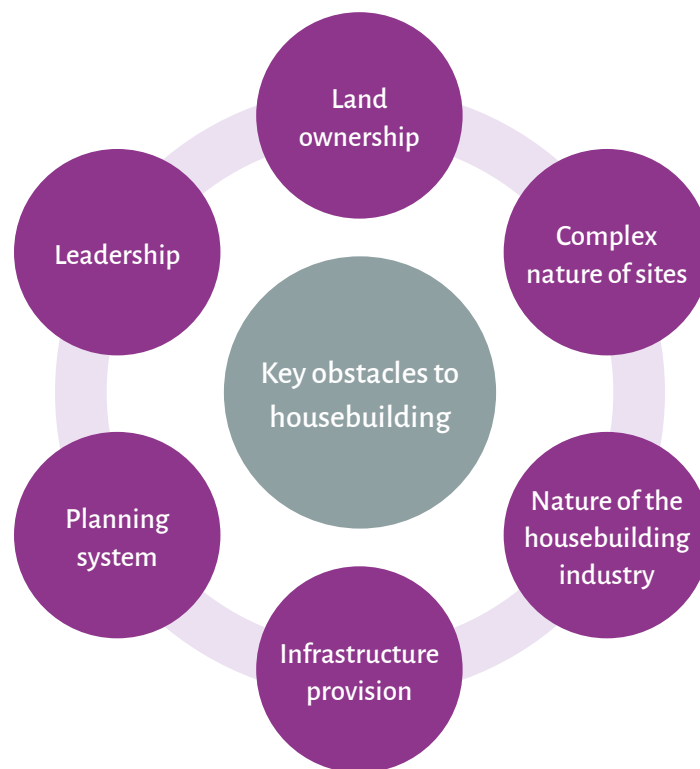 Land
ownership
Complex
nature of sites
Leadership
Key obstacles to
housebuilding
Nature of the
housebuilding
industry
Planning
system
Infrastructure
provision